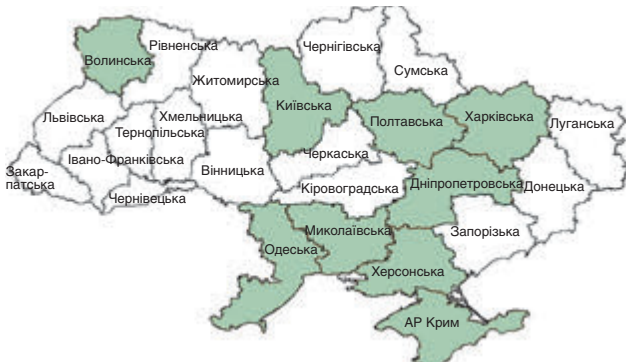 Волинська
Рівненська
Житомирська
Чернігівська
Сумська
Київська
Полтавська
Харківська
Луганська
Львівська
Тернопільська
Хмельницька
Черкаська
Закар-
патська
Івано-Франківська
Вінницька
Кіровоградська
Дніпропетровська
Донецька
Чернівецька
Одеська
Миколаївська
Запорізька
Херсонська
АР Крим